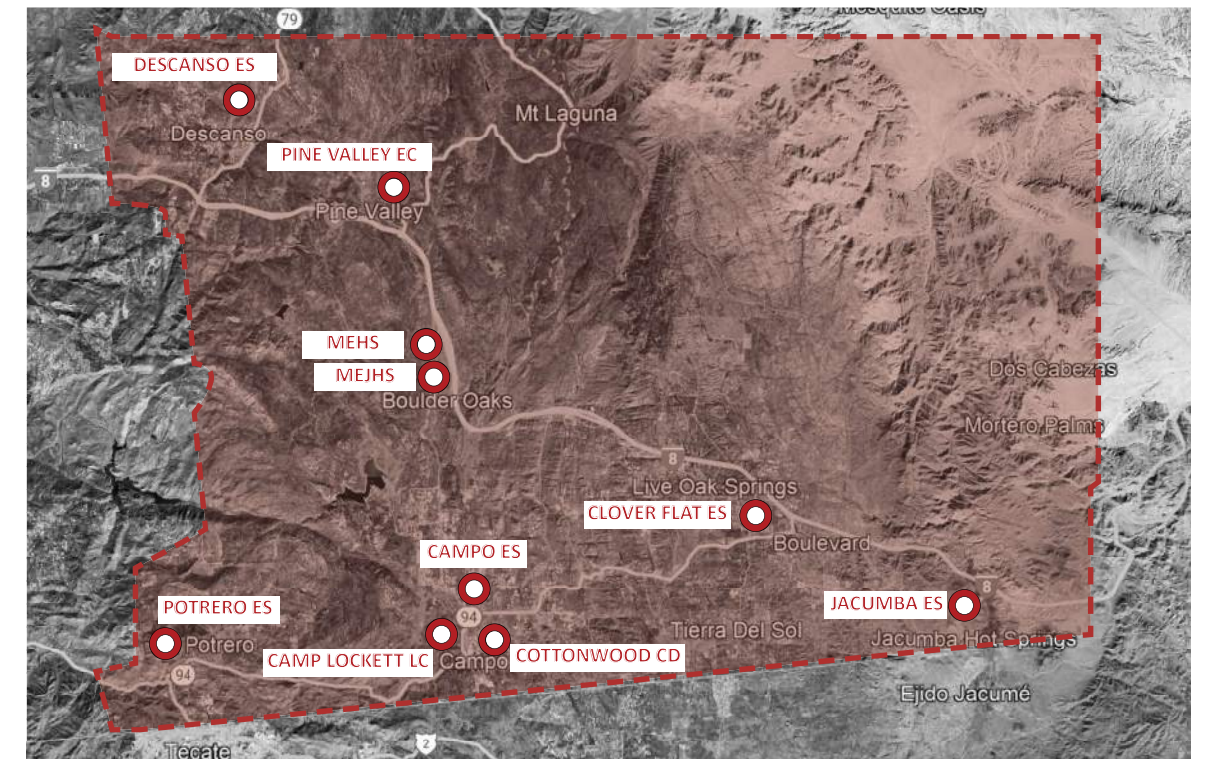 Mesquite Oasis
79
DESCANSO ES
Mt Laguna
Descanso
PINE VALLEY EC
8
Pine Valley
MEHS
MEJHS
Dos Cabezas
Boulder Oaks
Mortero Palms
8
Live Oak Springs
CLOVER FLAT ES
Boulevard
CAMPO ES
8
POTRERO ES
JACUMBA ES
94
Tierra Del Sol
Potrero
Jacumba Hot Springs
CAMP LOCKETT LC
Campo
COTTONWOOD CD
94
Ejido Jacumé
2
Tecate